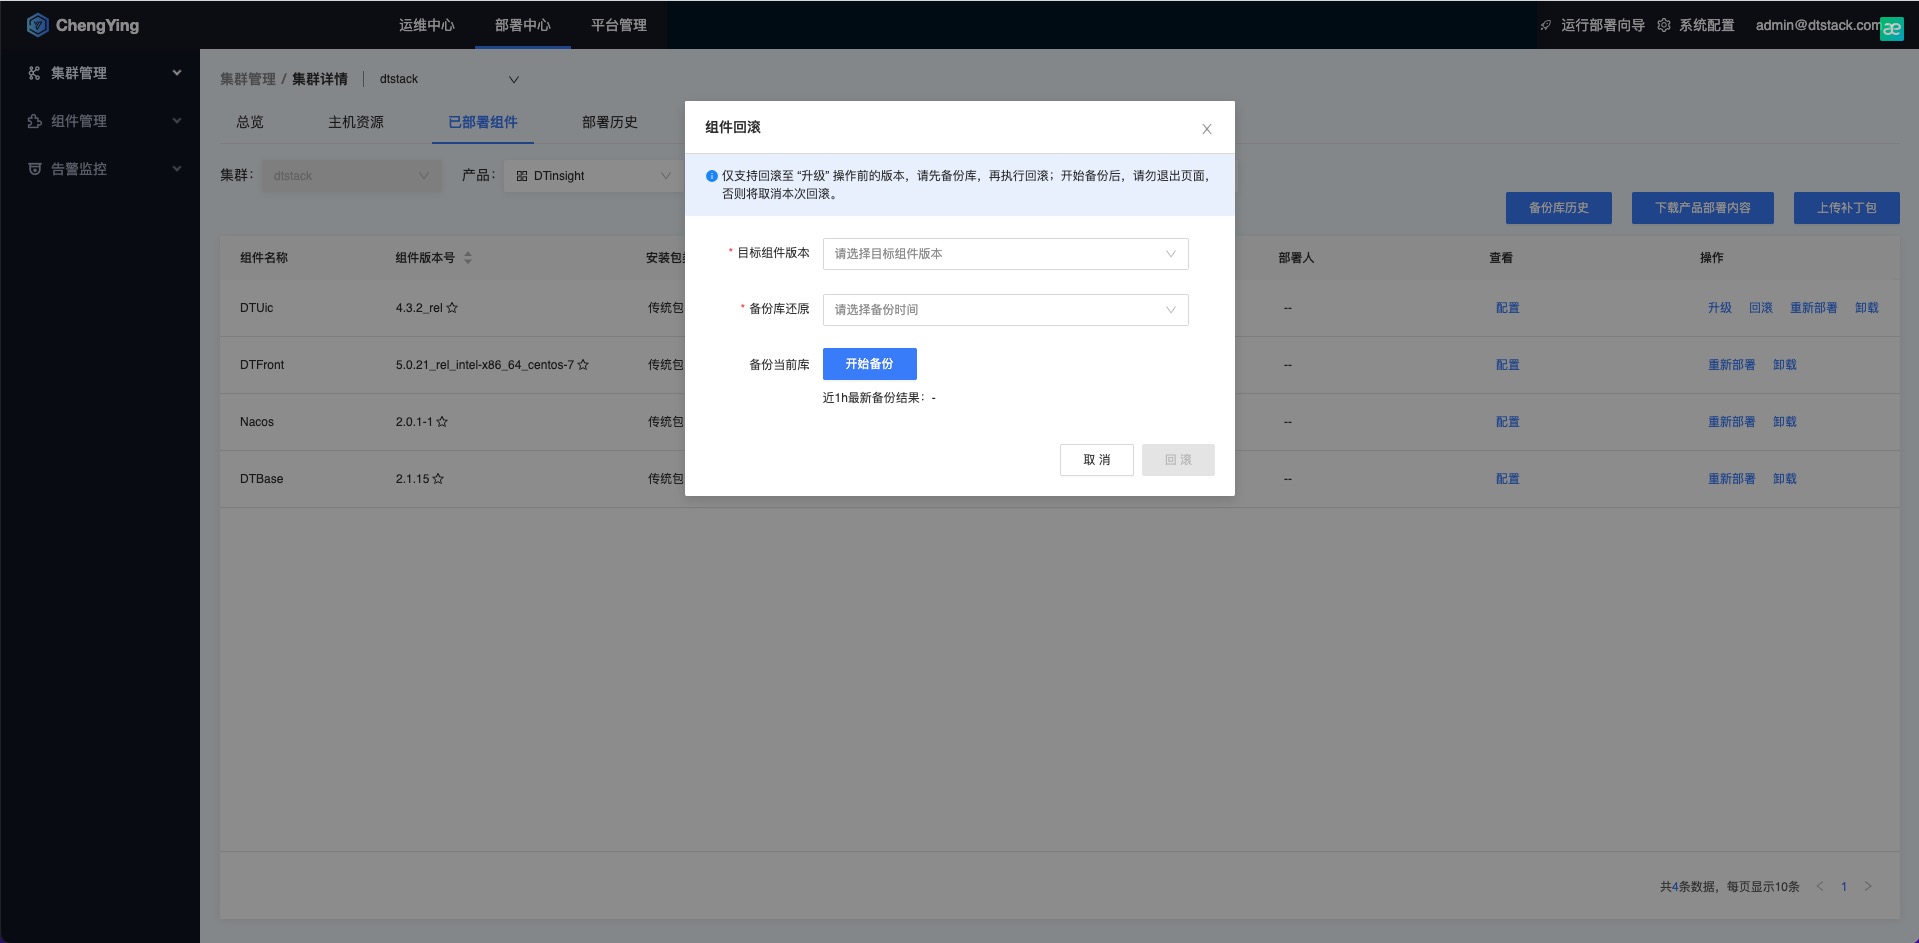 ChengYing
运维中心
部署中心
平台管理
运行部署向导
系统配置
admin@dtstack.com
集群管理
组件管理
告警监控
集群管理 / 集群详情
dtstack
总览
主机资源
已部署组件
部署历史
集群：
dtstack
产品：
DTinsight
备份库历史
下载产品部署内容
上传补丁包
组件名称
组件版本号
安装包
部署人
查看
操作
DTUic
4.3.2_rel
传统包
--
配置
升级 回滚 重新部署 卸载
DTFront
5.0.21_rel_intel-x86_64_centos-7
传统包
--
配置
重新部署 卸载
Nacos
2.0.1-1
传统包
--
配置
重新部署 卸载
DTBase
2.1.15
传统包
--
配置
重新部署 卸载
共4条数据，每页显示10条
1
组件回滚
仅支持回滚至 “升级” 操作前的版本，请先备份库，再执行回滚；开始备份后，请勿退出页面，
否则将取消本次回滚。
* 目标组件版本
请选择目标组件版本
* 备份库还原
请选择备份时间
备份当前库
开始备份
近1h最新备份结果：-
取 消
回 滚